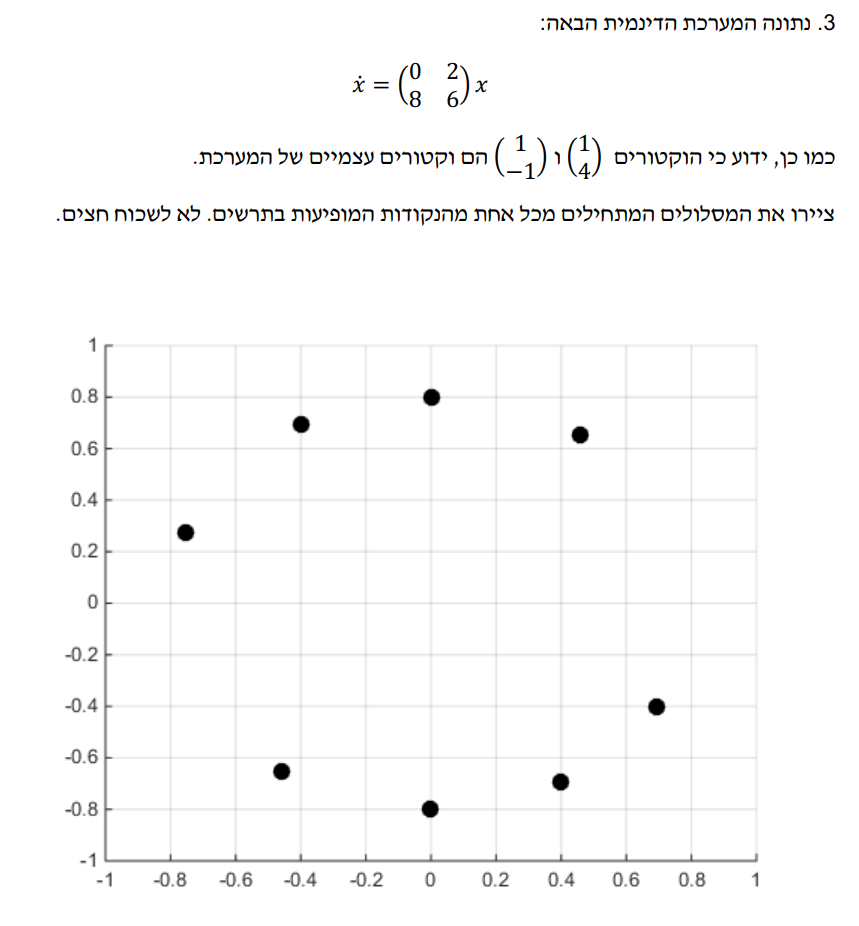 3. נתונה המערכת הדינמית הבאה:
ẋ = (0 2; 8 6) x
כמו כן, ידוע כי הוקטורים (1; 4) ו (1; −1) הם וקטורים עצמיים של המערכת.
ציירו את המסלולים המתחילים מכל אחת מהנקודות המופיעות בתרשים. לא לשכוח חצים.
1
0.8
0.6
0.4
0.2
0
-0.2
-0.4
-0.6
-0.8
-1
-1 -0.8 -0.6 -0.4 -0.2 0 0.2 0.4 0.6 0.8 1